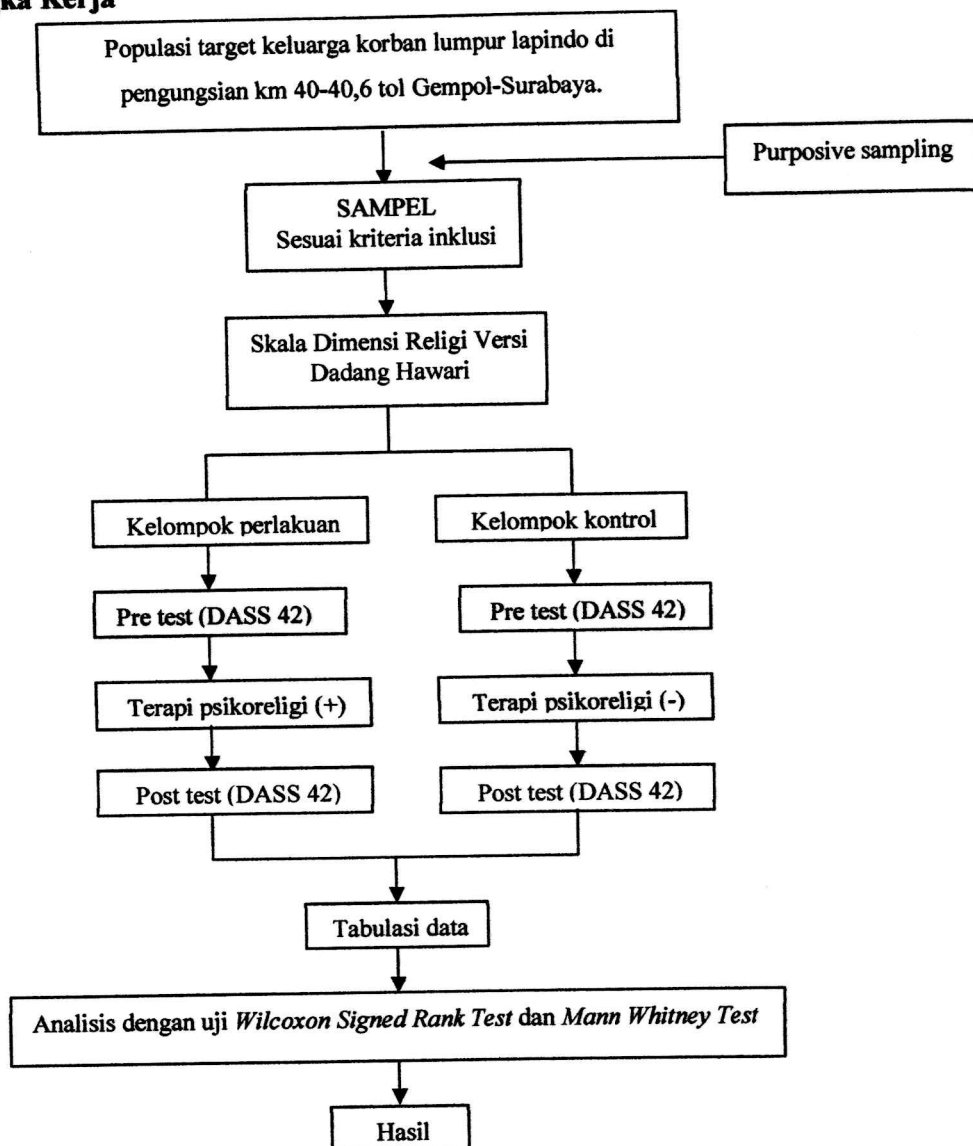 ka Kerja
Populasi target keluarga korban lumpur lapindo di
pengungsian km 40-40,6 tol Gempol-Surabaya.
Purposive sampling
SAMPEL
Sesuai kriteria inklusi
Skala Dimensi Religi Versi
Dadang Hawari
Kelompok perlakuan
Kelompok kontrol
Pre test (DASS 42)
Pre test (DASS 42)
Terapi psikoreligi (+)
Terapi psikoreligi (-)
Post test (DASS 42)
Post test (DASS 42)
Tabulasi data
Analisis dengan uji Wilcoxon Signed Rank Test dan Mann Whitney Test
Hasil